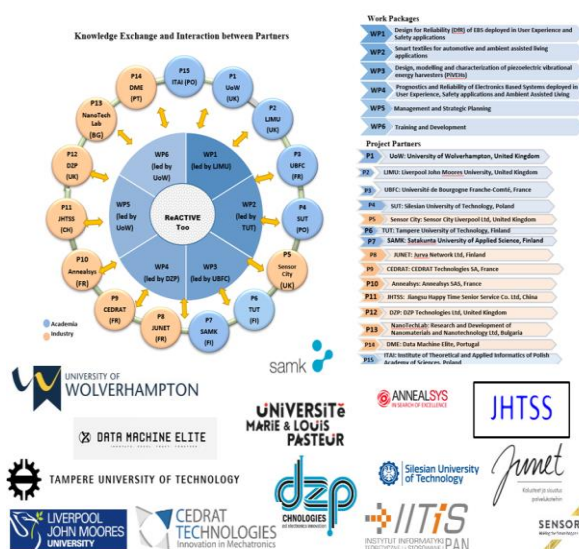 Knowledge Exchange and Interaction between Partners
P15
ITAI (PO)
P1
UoW
(UK)
P2
LJMU
(UK)
P3
UBFC
(FR)
P4
SUT
(PO)
P5
Sensor
City
(UK)
P6
TUT
(FI)
P7
SAMK
(FI)
P8
JUNET
(FR)
P9
CEDRAT
(FR)
P10
Annealsys
(FR)
P11
JHTSS
(CH)
P12
DZP
(UK)
P13
NanoTech
Lab
(BG)
P14
DME
(PT)
WP6
(led by
UoW)
WP1
(led by LJMU)
WP5
(led by
UoW)
ReACTIVE
Too
WP2
(led by
TUT)
WP4
(led by DZP)
WP3
(led by UBFC)
Academia
Industry
Work Packages
WP1 Design for Reliability (DfR) of EBS deployed in User Experience and
Safety applications
WP2 Smart textiles for automotive and ambient assisted living
applications
WP3 Design, modelling and characterization of piezoelectric vibrational
energy harvesters (PiVEHs)
WP4 Prognostics and Reliability of Electronics Based Systems deployed in
User Experience, Safety applications and Ambient Assisted Living
WP5 Management and Strategic Planning
WP6 Training and Development
Project Partners
P1 UoW: University of Wolverhampton, United Kingdom
P2 LJMU: Liverpool John Moores University, United Kingdom
P3 UBFC: Université de Bourgogne Franche-Comté, France
P4 SUT: Silesian University of Technology, Poland
P5 Sensor City: Sensor City Liverpool Ltd, United Kingdom
P6 TUT: Tampere University of Technology, Finland
P7 SAMK: Satakunta University of Applied Science, Finland
P8 JUNET: Jurva Network Ltd, Finland
P9 CEDRAT: CEDRAT Technologies SA, France
P10 Annealsys: Annealsys SAS, France
P11 JHTSS: Jiangsu Happy Time Senior Service Co. Ltd, China
P12 DZP: DZP Technologies Ltd, United Kingdom
P13 NanoTechLab: Research and Development of
Nanomaterials and Nanotechnologies Ltd, Bulgaria
P14 DME: Data Machine Elite, Portugal
P15 ITAI: Institute of Theoretical and Applied Informatics of Polish
Academy of Sciences, Poland
samk
UNIVERSITY OF
WOLVERHAMPTON
UNIVERSITÉ
MARIE & LOUIS
PASTEUR
ANNEALSYS
IN SEARCH OF EXCELLENCE
JHTSS
DATA MACHINE ELITE
TAMPERE UNIVERSITY OF TECHNOLOGY
dzp
CHNOLOGIES
Silesian University
of Technology
Junet
LIVERPOOL
JOHN MOORES
UNIVERSITY
CEDRAT
TECHNOLOGIES
Innovation in Mechatronics
IITiS
INSTYTUT INFORMATYKI
PAN
SENSOR